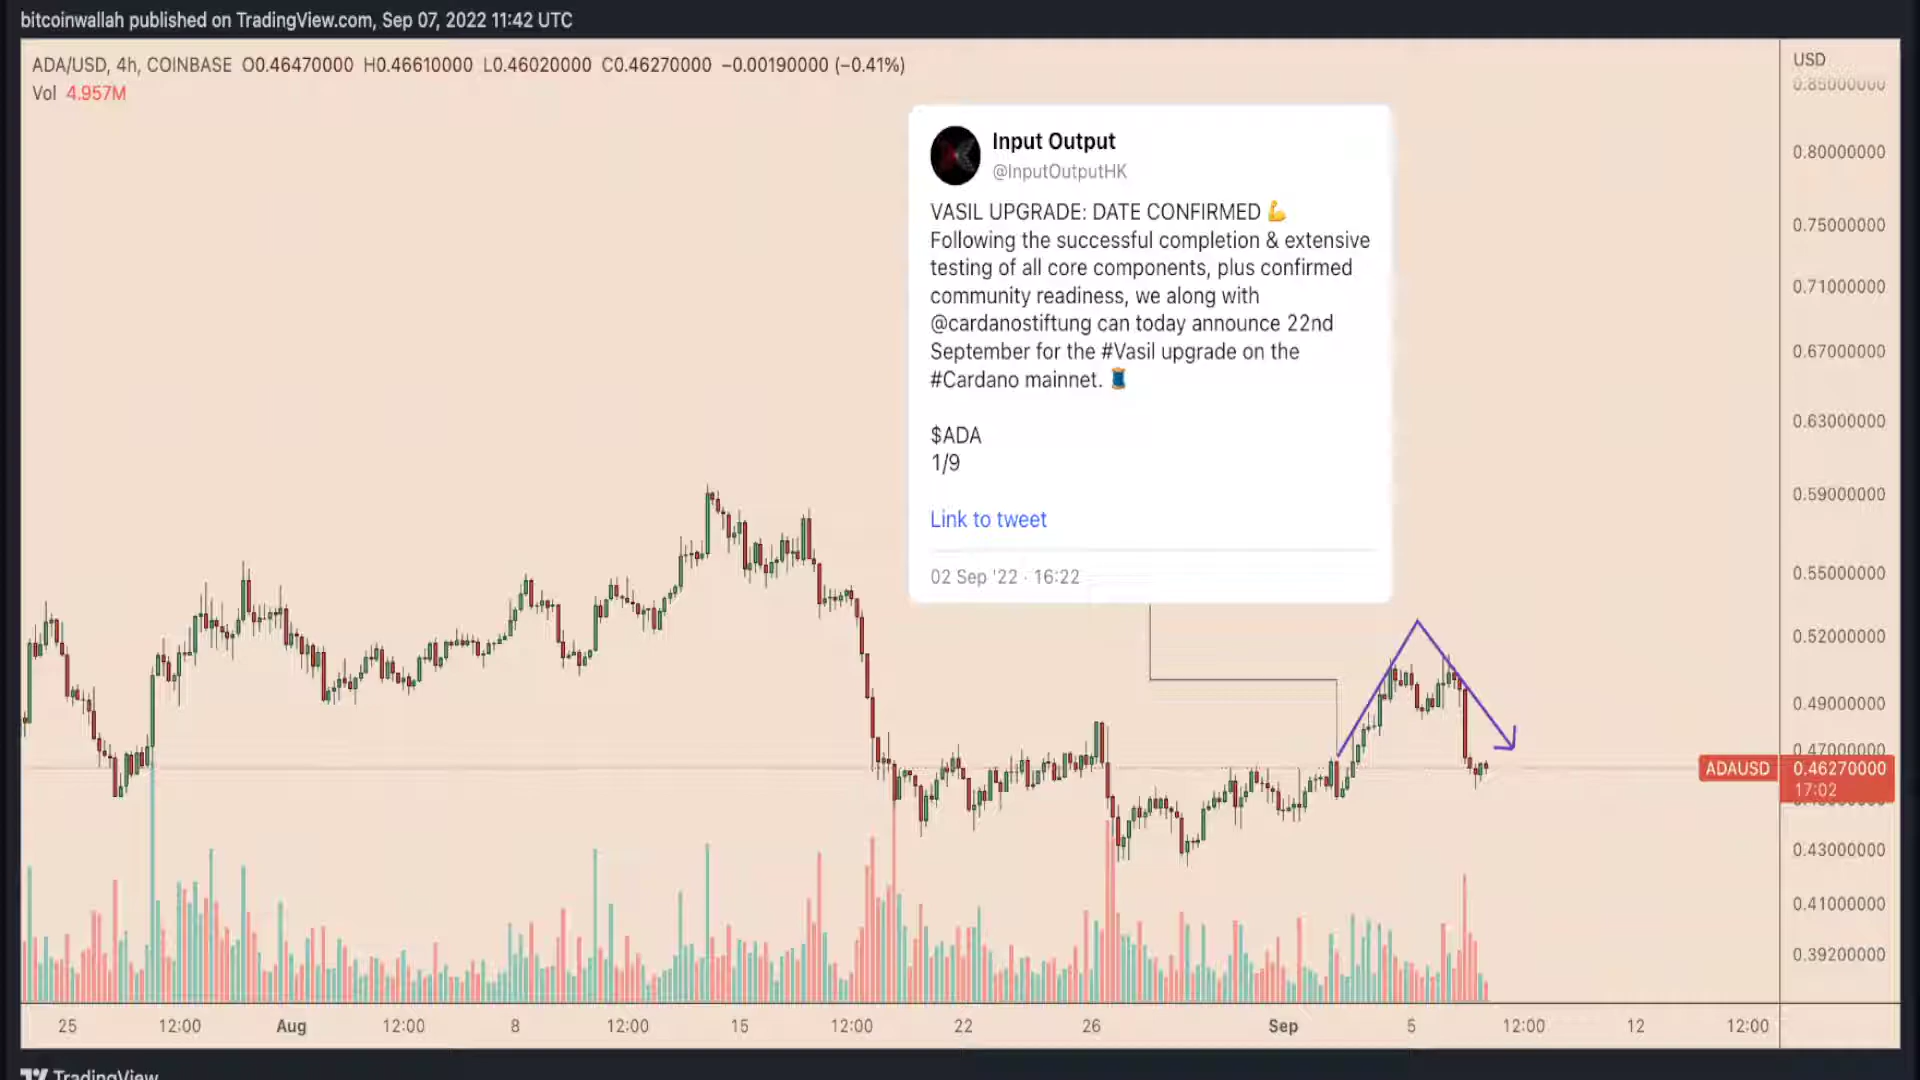 bitcoinwallah published on TradingView.com, Sep 07, 2022 11:42 UTC
ADA/USD, 4h, COINBASE O0.46470000 H0.46610000 L0.46020000 C0.46270000 −0.00190000 (−0.41%)
Vol 4.957M
USD
0.85000000
0.80000000
0.75000000
0.71000000
0.67000000
0.63000000
0.59000000
0.55000000
0.52000000
0.49000000
0.47000000
ADAUSD 0.46270000
17:02
0.43000000
0.41000000
0.39200000
Input Output
@InputOutputHK
VASIL UPGRADE: DATE CONFIRMED 💪
Following the successful completion & extensive
testing of all core components, plus confirmed
community readiness, we along with
@cardanostiftung can today announce 22nd
September for the #Vasil upgrade on the
#Cardano mainnet. 🧵
$ADA
1/9
Link to tweet
02 Sep '22 · 16:22
25 12:00 Aug 12:00 8 12:00 15 12:00 22 26 Sep 5 12:00 12 12:00
TradingView